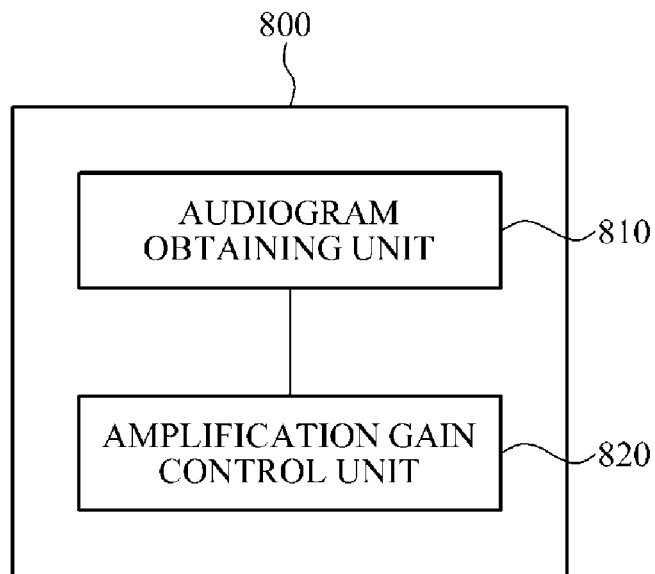 800
AUDIOGRAM
OBTAINING UNIT
810
AMPLIFICATION GAIN
CONTROL UNIT
820